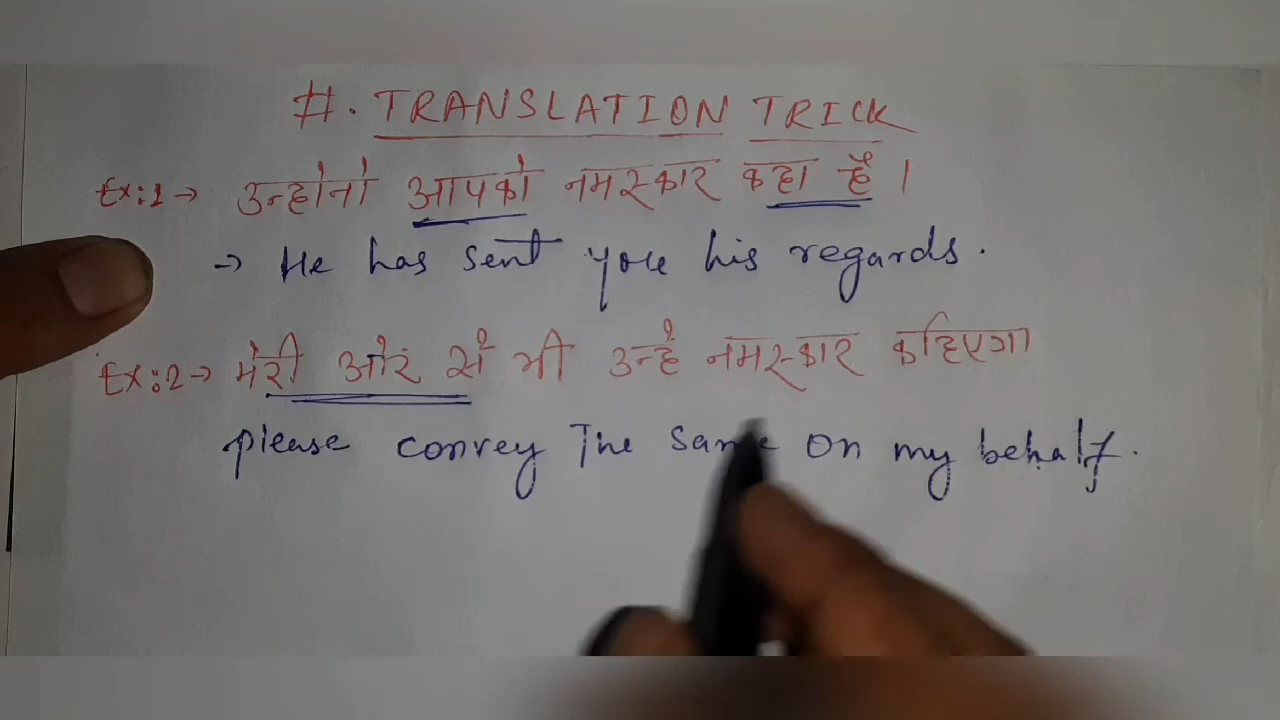 #. TRANSLATION TRICK
Ex:1→ उन्होनो आपको नमस्कार कहा हैं।
→ He has sent you his regards.
Ex:2→ मेरी ओर से भी उन्हें नमस्कार कहिएगा
please convey The Same On my behalf.